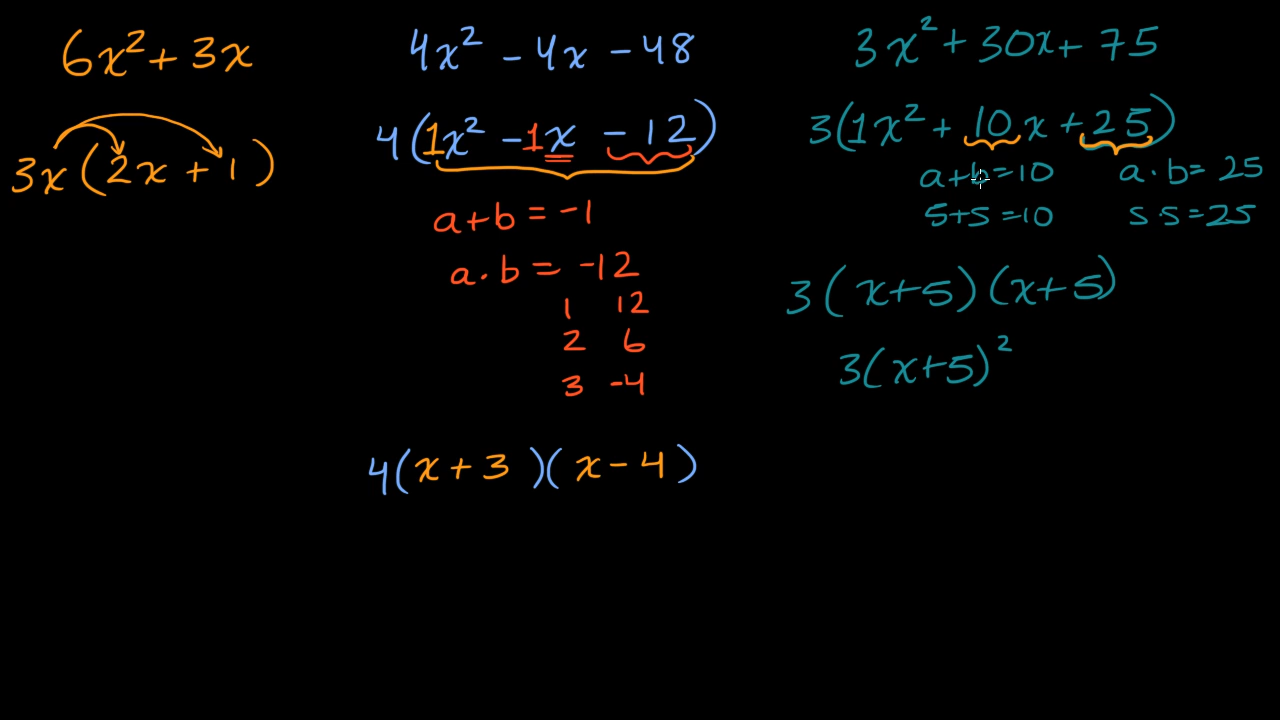 6x² + 3x
3x(2x + 1)
4x² - 4x - 48
4(1x² - 1x - 12)
a+b = -1
a·b = -12
1 12
2 6
3 -4
4(x + 3)(x - 4)
3x² + 30x + 75
3(1x² + 10x + 25)
a+b=10 a·b=25
5+5=10 5·5=25
3(x+5)(x+5)
3(x+5)²